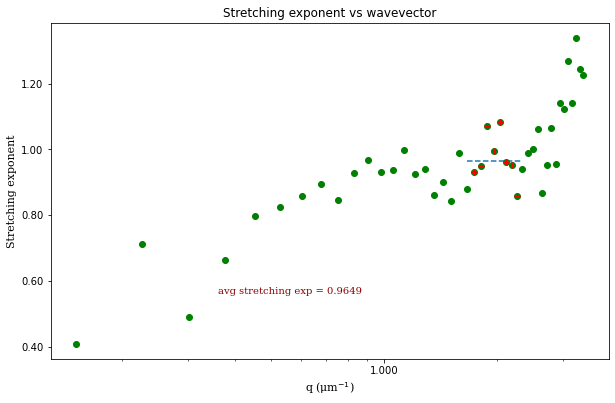 Stretching exponent vs wavevector
Stretching exponent
1.20
1.00
0.80
0.60
0.40
avg stretching exp = 0.9649
1.000
q (μm⁻¹)